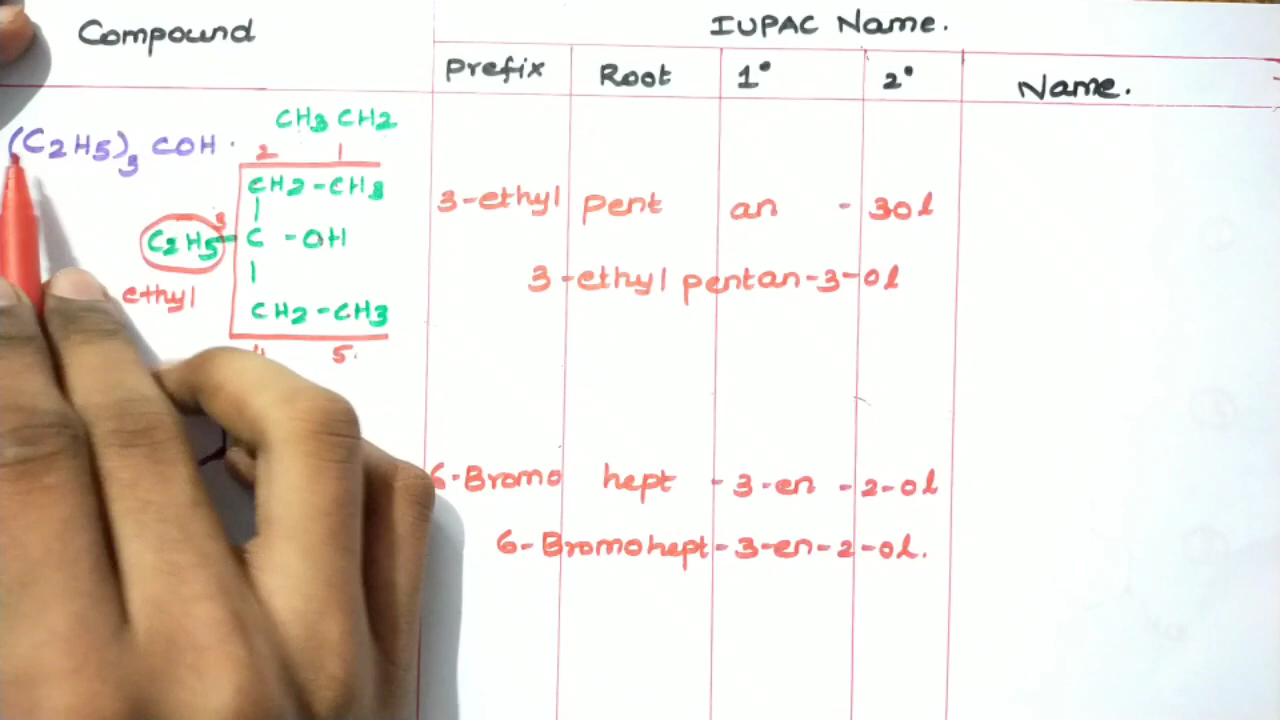 Compound
IUPAC Name.
Prefix Root 1° 2° Name.
(C2H5)3 COH.
CH3 CH2
2 1
CH2-CH3
3
C2H5-C-OH
ethyl
CH2-CH3
5.
3-ethyl pent an - 3ol
3-ethyl pentan-3-ol
6-Bromo hept - 3-en - 2-ol
6-Bromohept-3-en-2-ol.